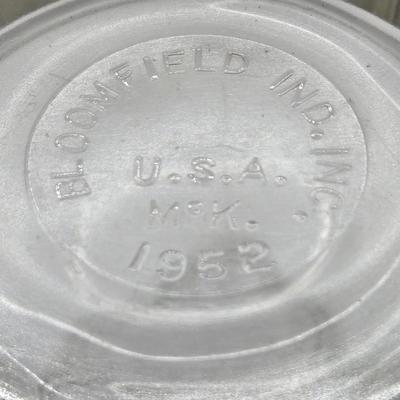 BLOOMFIELD IND. INC.
U.S.A.
McK.
1952